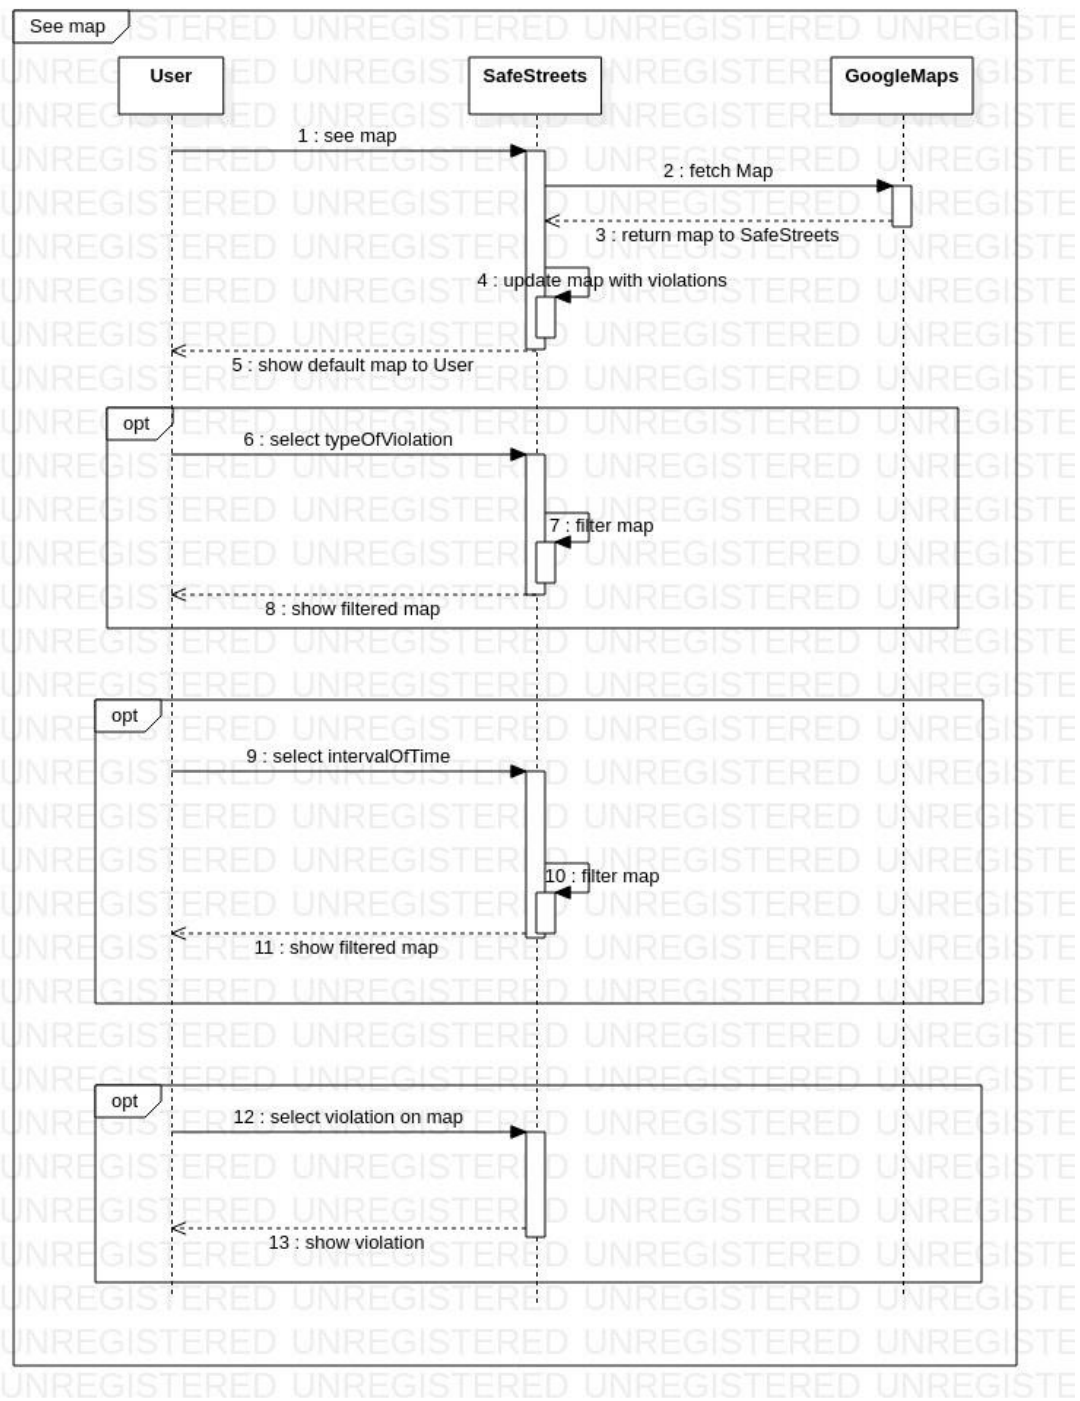 See map
User
SafeStreets
GoogleMaps
1 : see map
2 : fetch Map
3 : return map to SafeStreets
4 : update map with violations
5 : show default map to User
opt
6 : select typeOfViolation
7 : filter map
8 : show filtered map
opt
9 : select intervalOfTime
10 : filter map
11 : show filtered map
opt
12 : select violation on map
13 : show violation
UNREGISTERED